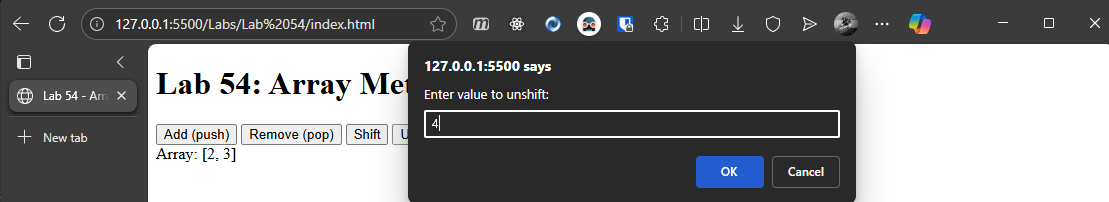 127.0.0.1:5500/Labs/Lab%2054/index.html
Lab 54 - Arr
New tab
Lab 54: Array Met
Add (push) Remove (pop) Shift U
Array: [2, 3]
127.0.0.1:5500 says
Enter value to unshift:
4
OK Cancel